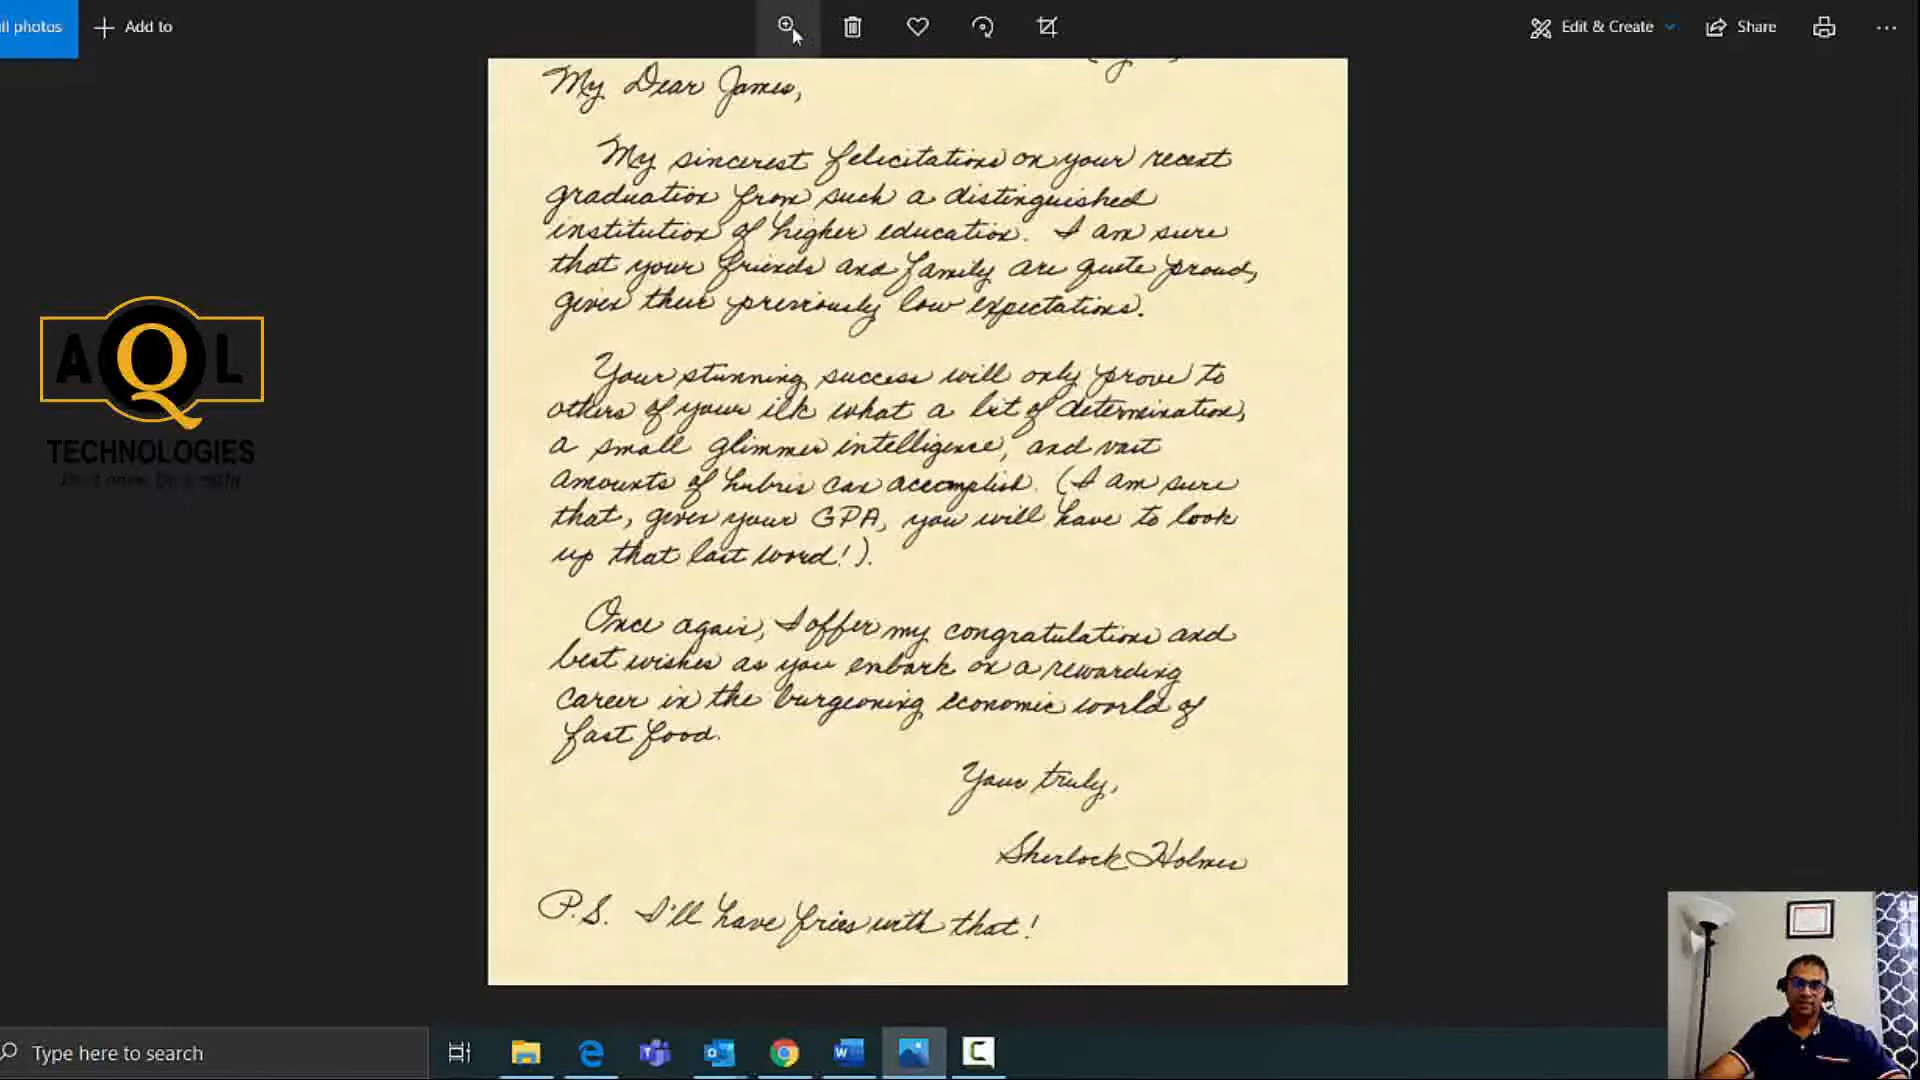 ll photos
Add to
Edit & Create
Share
My Dear James,
My sincerest felicitations on your recent
graduation from such a distinguished
institution of higher education. I am sure
that your friends and family are quite proud,
given their previously low expectations.
Your stunning success will only prove to
others of your ilk what a bit of determination,
a small glimmer intelligence, and vast
amounts of hubris can accomplish. (I am sure
that, given your GPA, you will have to look
up that last word!).
Once again, I offer my congratulations and
best wishes as you embark on a rewarding
career in the burgeoning economic world of
fast food.
Yours truly,
Sherlock Holmes
P.S. I'll have fries with that!
AQL
TECHNOLOGIES
Type here to search